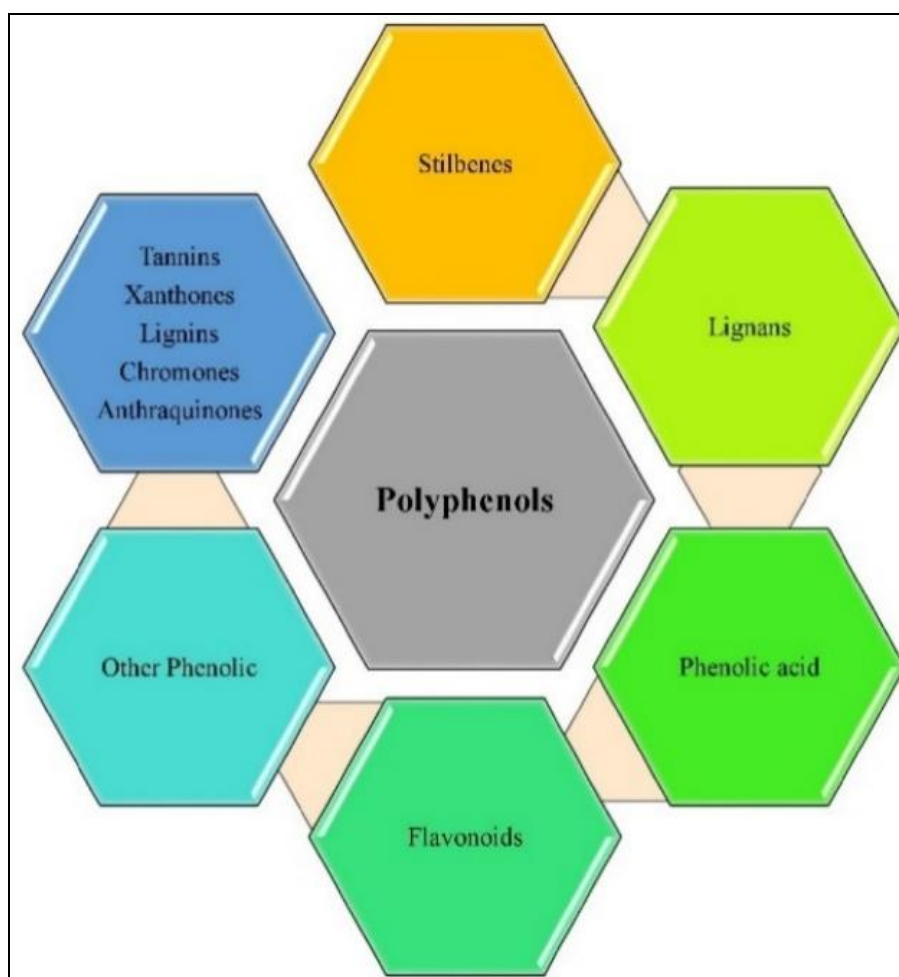 Stilbenes
Tannins
Xanthones
Lignins
Chromones
Anthraquinones
Lignans
Polyphenols
Other Phenolic
Phenolic acid
Flavonoids